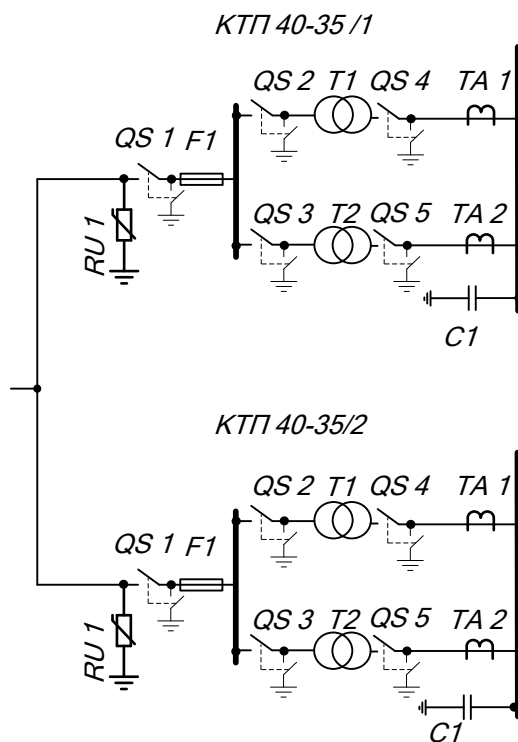 КТП 40-35 /1
QS 2 T1 QS 4 TA 1
QS 1 F1
QS 3 T2 QS 5 TA 2
RU 1
C1
КТП 40-35/2
QS 2 T1 QS 4 TA 1
QS 1 F1
QS 3 T2 QS 5 TA 2
RU 1
C1